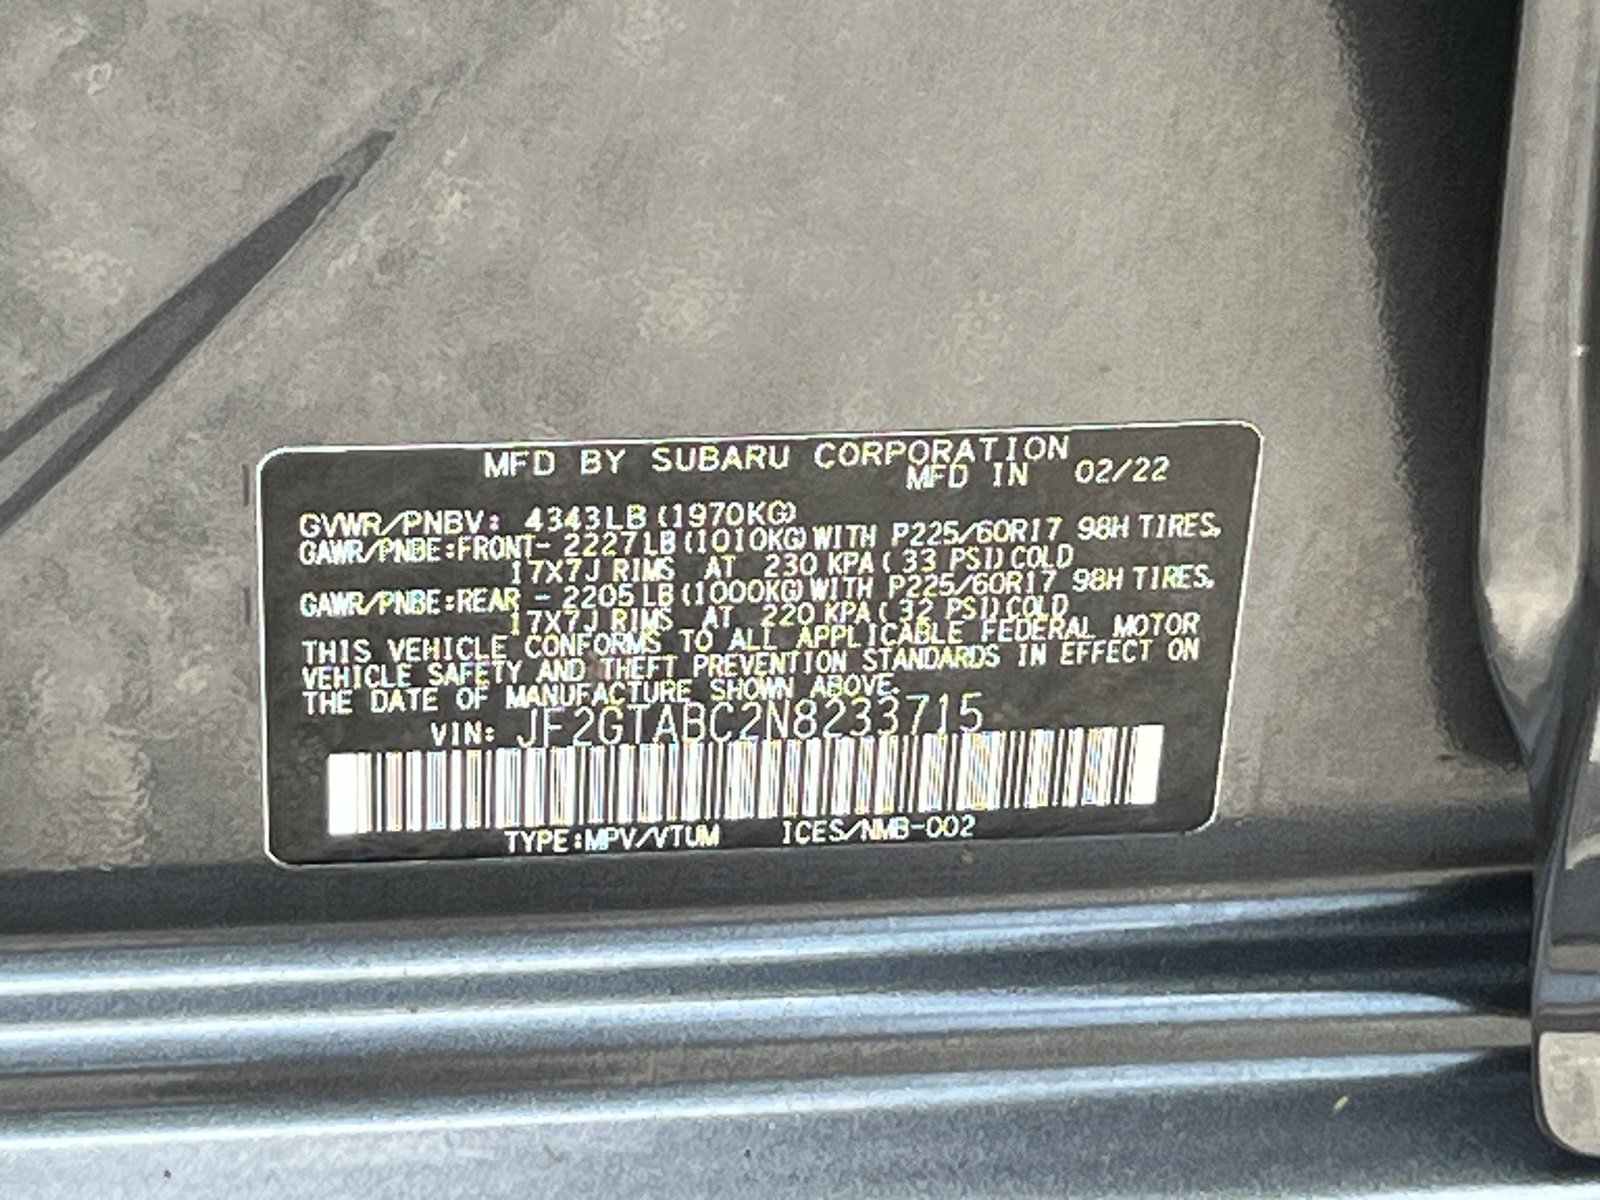 MFD BY SUBARU CORPORATION
MFD IN 02/22
GVWR/PNBV: 4343LB (1970KG)
GAWR/PNBE:FRONT- 2227LB (1010KG) WITH P225/60R17 98H TIRES,
17X7J RIMS AT 230 KPA ( 33 PSI) COLD
GAWR/PNBE:REAR - 2205LB (1000KG) WITH P225/60R17 98H TIRES,
17X7J RIMS AT 220 KPA ( 32 PSI) COLD
THIS VEHICLE CONFORMS TO ALL APPLICABLE FEDERAL MOTOR
VEHICLE SAFETY AND THEFT PREVENTION STANDARDS IN EFFECT ON
THE DATE OF MANUFACTURE SHOWN ABOVE.
VIN: JF2GTABC2N8233715
TYPE:MPV/VTUM ICES/NMB-002